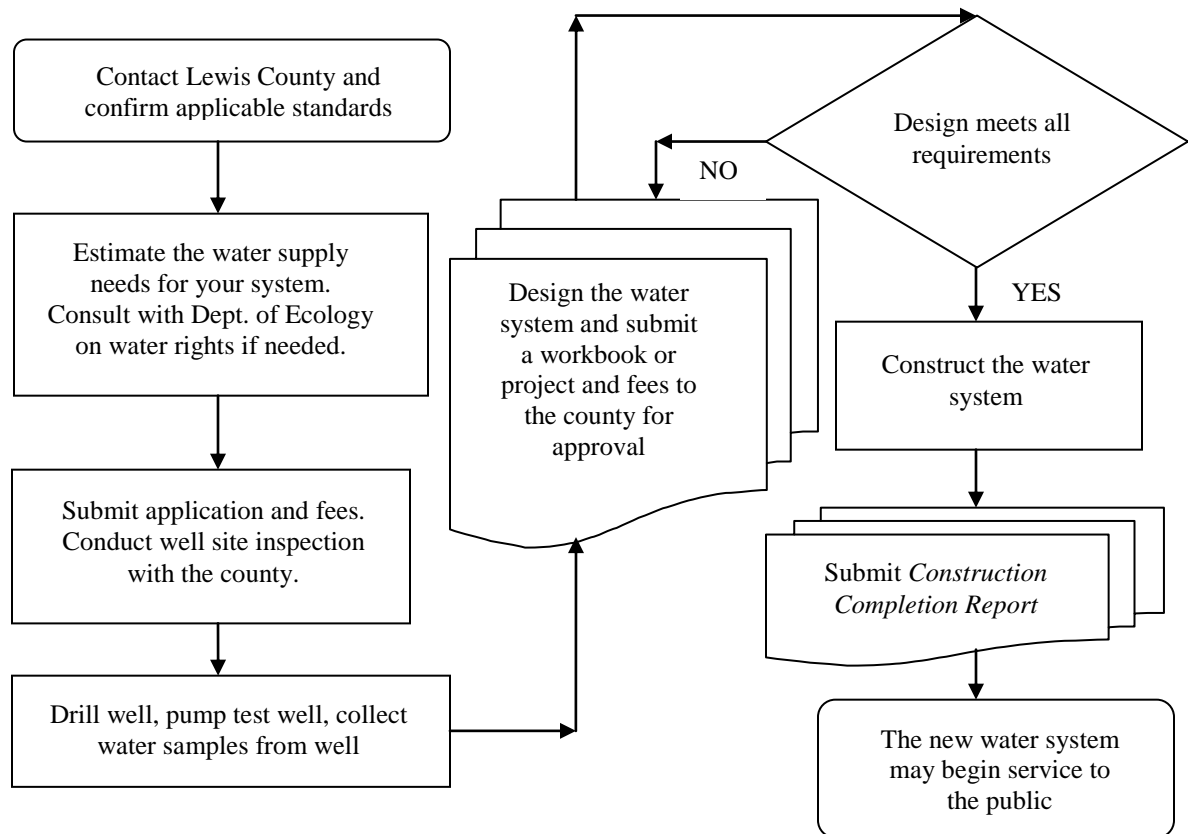 Contact Lewis County and
confirm applicable standards
Estimate the water supply
needs for your system.
Consult with Dept. of Ecology
on water rights if needed.
Submit application and fees.
Conduct well site inspection
with the county.
Drill well, pump test well, collect
water samples from well
Design the water
system and submit
a workbook or
project and fees to
the county for
approval
Design meets all
requirements
NO
YES
Construct the water
system
Submit Construction
Completion Report
The new water system
may begin service to
the public